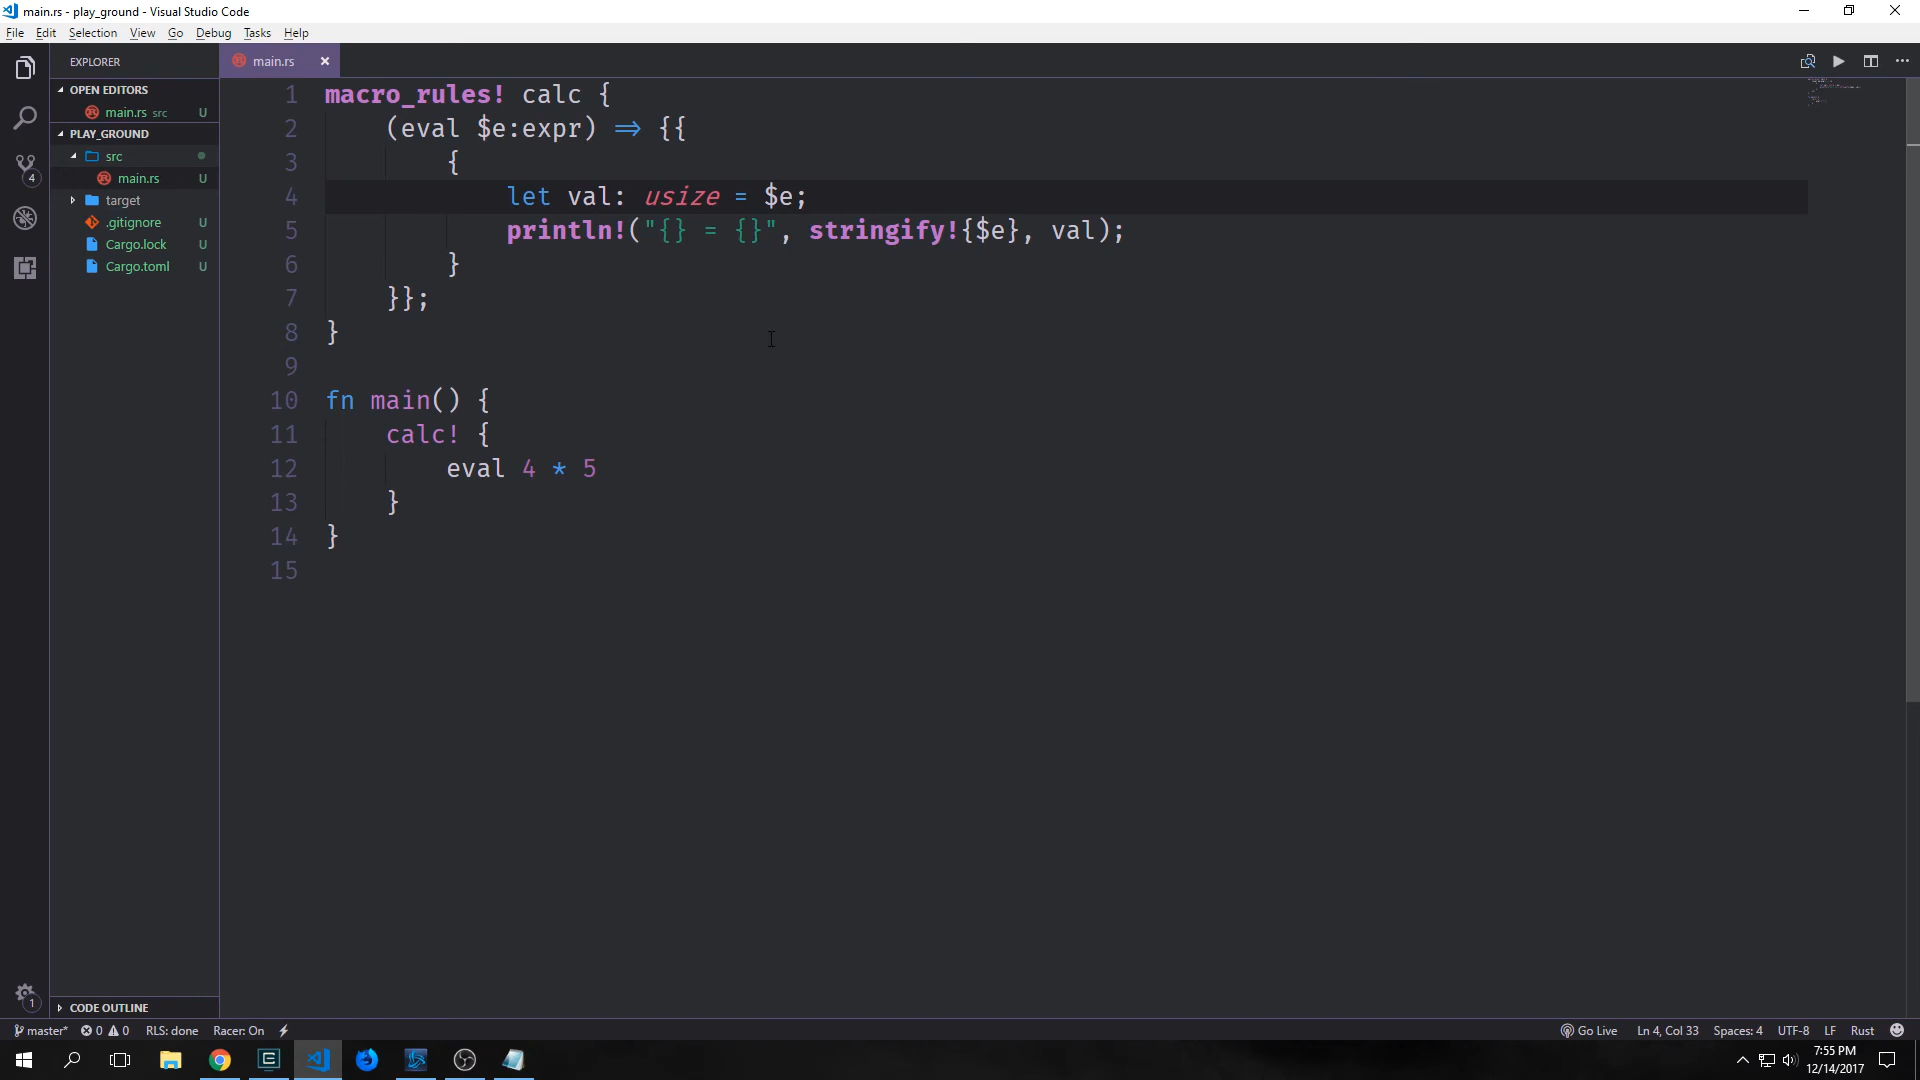 main.rs - play_ground - Visual Studio Code
File Edit Selection View Go Debug Tasks Help
EXPLORER
OPEN EDITORS
main.rs src U
PLAY_GROUND
src
main.rs U
target
.gitignore U
Cargo.lock U
Cargo.toml U
CODE OUTLINE
4
1
main.rs
1 macro_rules! calc {
2 (eval $e:expr) => {{
3 {
4 let val: usize = $e;
5 println!("{} = {}", stringify!{$e}, val);
6 }
7 }};
8 }
9
10 fn main() {
11 calc! {
12 eval 4 * 5
13 }
14 }
15
master* 0 0 RLS: done Racer: On Go Live Ln 4, Col 33 Spaces: 4 UTF-8 LF Rust
7:55 PM
12/14/2017